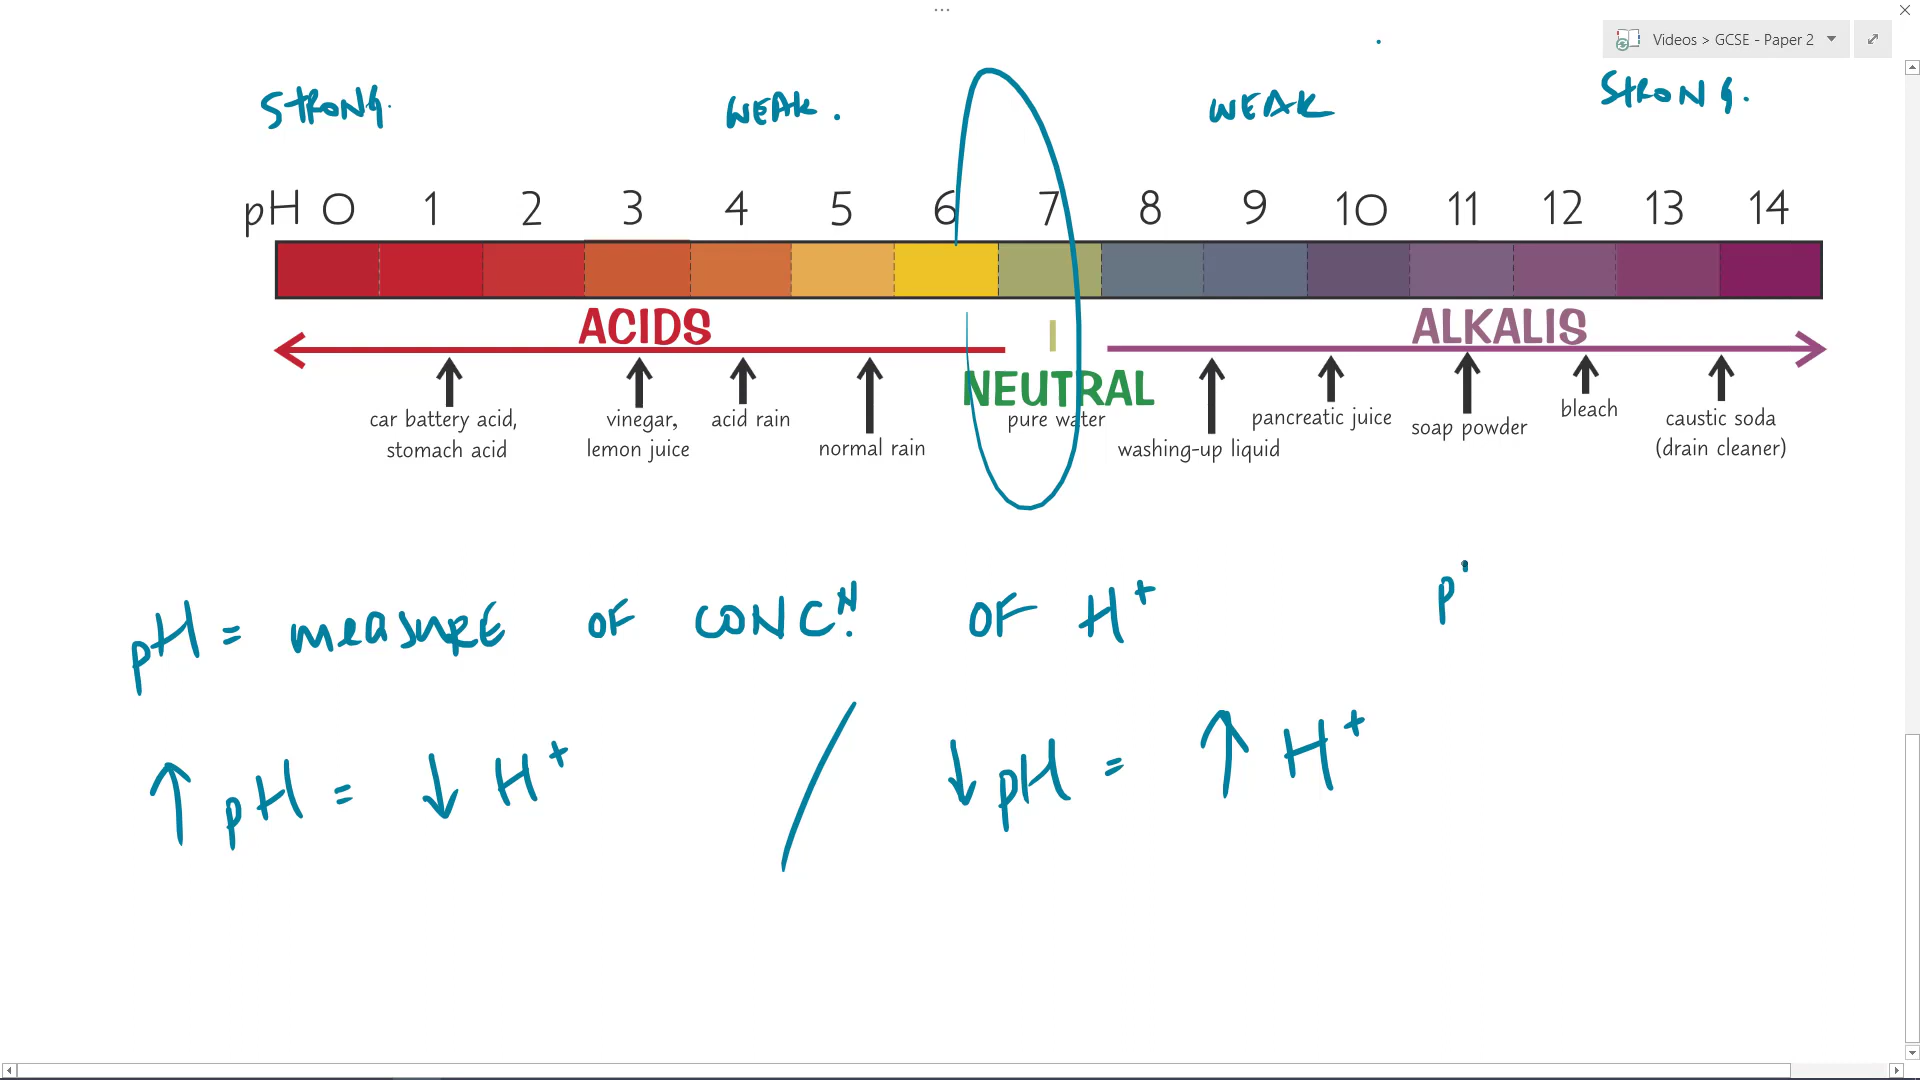 Videos > GCSE - Paper 2
STRONG. WEAK. WEAK STRONG.
pH 0 1 2 3 4 5 6 7 8 9 10 11 12 13 14
ACIDS ALKALIS
NEUTRAL
car battery acid,
stomach acid
vinegar,
lemon juice
acid rain
normal rain
pure water
washing-up liquid
pancreatic juice
soap powder
bleach
caustic soda
(drain cleaner)
pH = measurE OF CONC^N. OF H^+ p
↑ pH = ↓ H^+ / ↓ pH = ↑ H^+